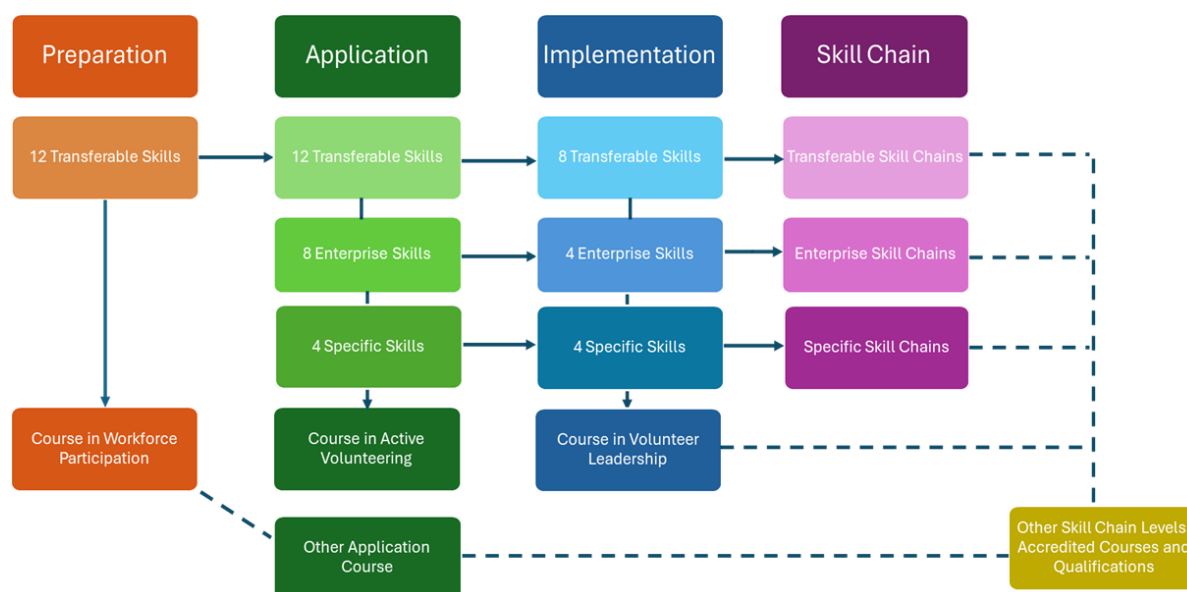 Preparation
Application
Implementation
Skill Chain
12 Transferable Skills
12 Transferable Skills
8 Transferable Skills
Transferable Skill Chains
8 Enterprise Skills
4 Enterprise Skills
Enterprise Skill Chains
4 Specific Skills
4 Specific Skills
Specific Skill Chains
Course in Workforce
Participation
Course in Active
Volunteering
Course in Volunteer
Leadership
Other Application
Course
Other Skill Chain Levels
Accredited Courses and
Qualifications